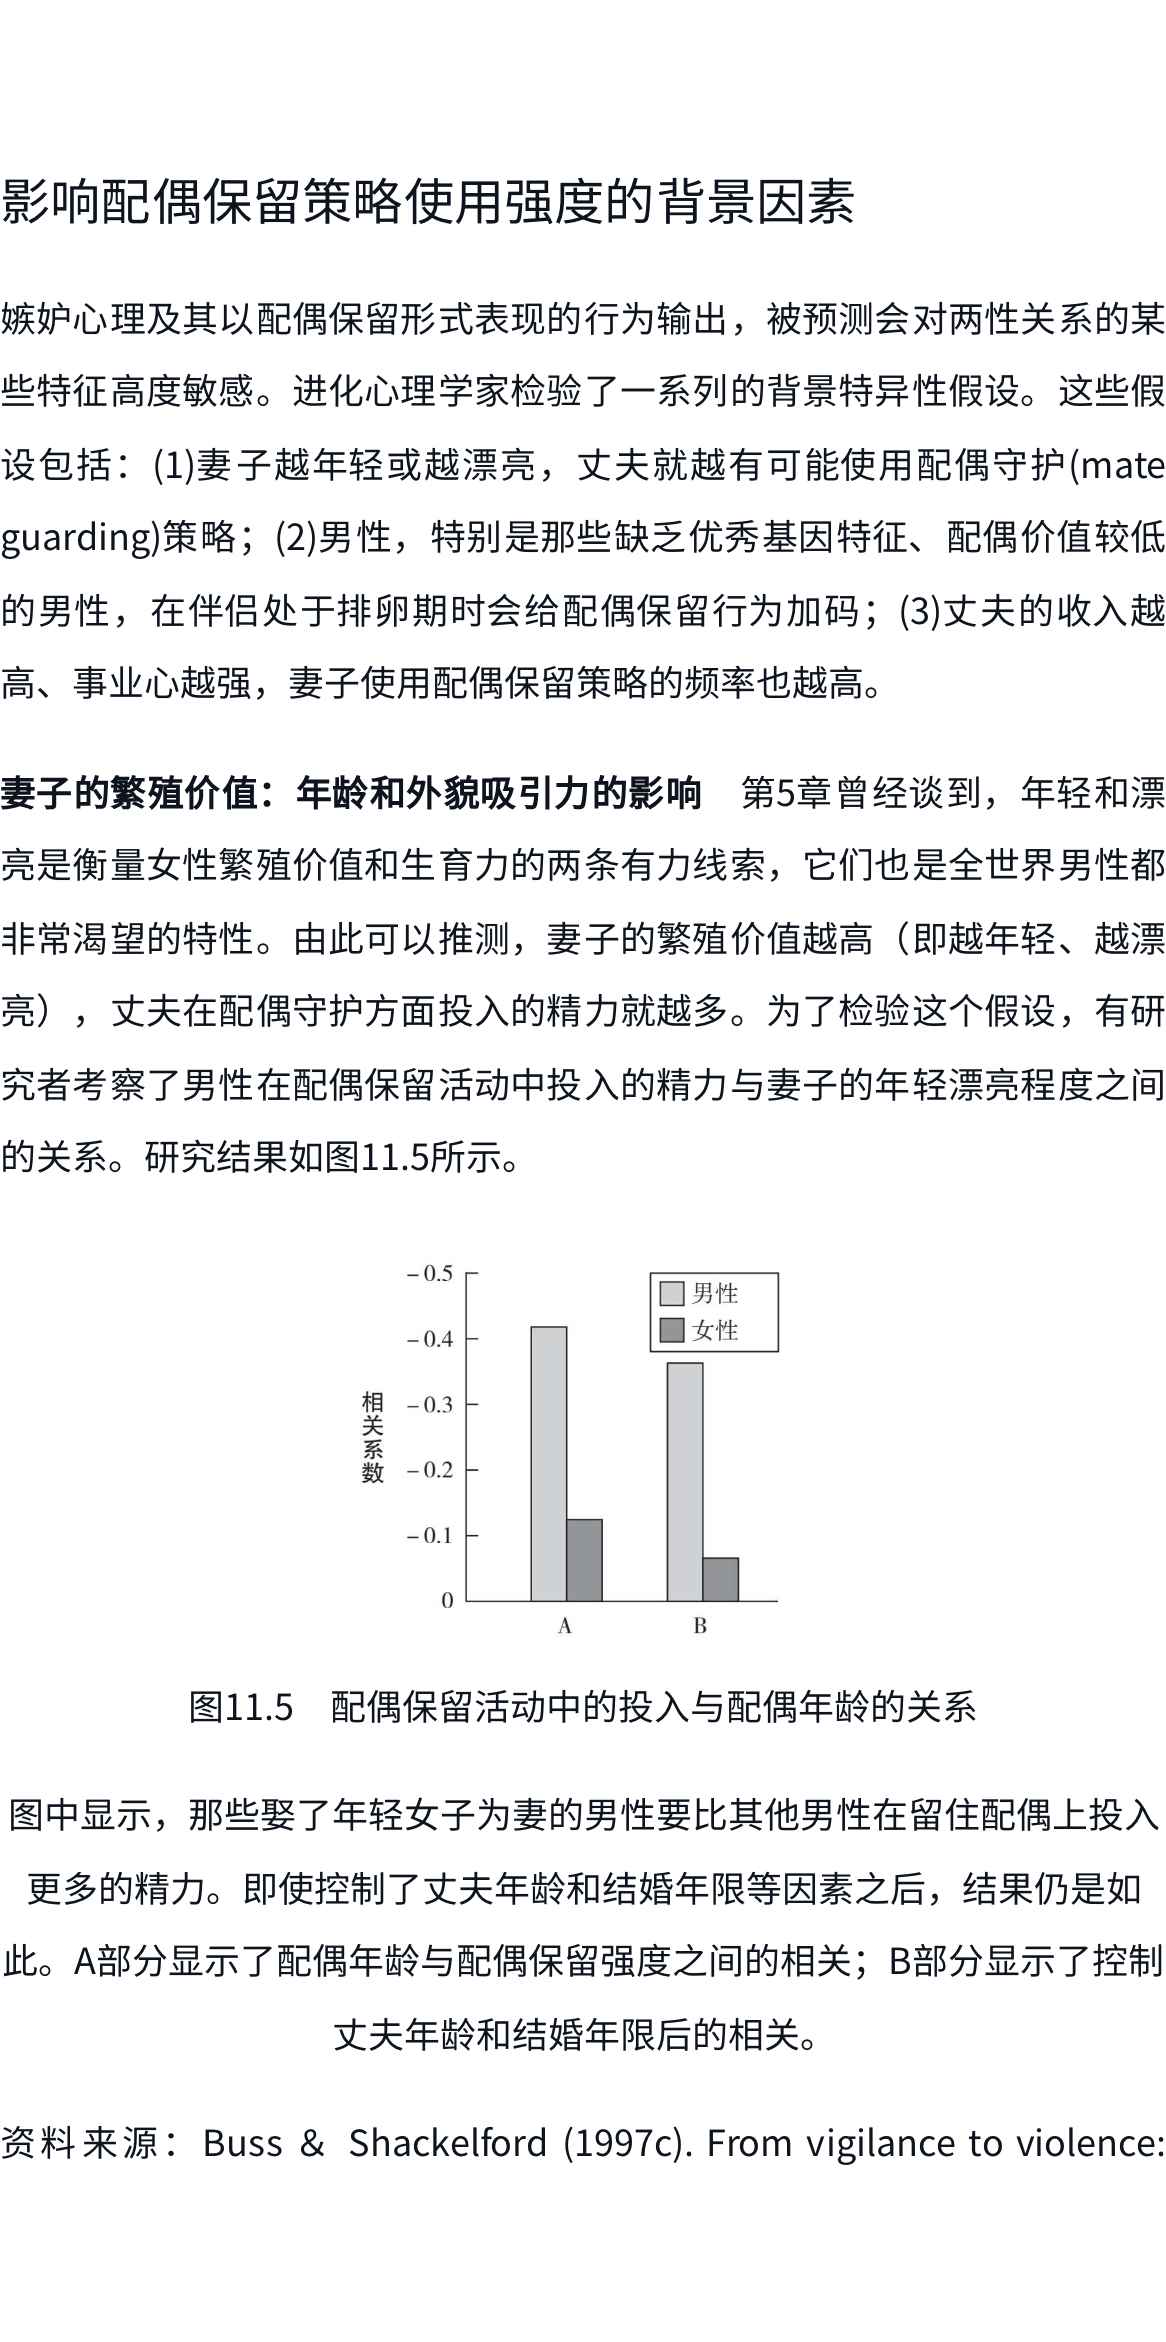 影响配偶保留策略使用强度的背景因素
嫉妒心理及其以配偶保留形式表现的行为输出，被预测会对两性关系的某
些特征高度敏感。进化心理学家检验了一系列的背景特异性假设。这些假
设包括：(1)妻子越年轻或越漂亮，丈夫就越有可能使用配偶守护(mate
guarding)策略；(2)男性，特别是那些缺乏优秀基因特征、配偶价值较低
的男性，在伴侣处于排卵期时会给配偶保留行为加码；(3)丈夫的收入越
高、事业心越强，妻子使用配偶保留策略的频率也越高。
妻子的繁殖价值：年龄和外貌吸引力的影响　第5章曾经谈到，年轻和漂
亮是衡量女性繁殖价值和生育力的两条有力线索，它们也是全世界男性都
非常渴望的特性。由此可以推测，妻子的繁殖价值越高（即越年轻、越漂
亮），丈夫在配偶守护方面投入的精力就越多。为了检验这个假设，有研
究者考察了男性在配偶保留活动中投入的精力与妻子的年轻漂亮程度之间
的关系。研究结果如图11.5所示。
－0.5
－0.4
－0.3
－0.2
－0.1
0
相关系数
男性
女性
A
B
图11.5　配偶保留活动中的投入与配偶年龄的关系
图中显示，那些娶了年轻女子为妻的男性要比其他男性在留住配偶上投入
更多的精力。即使控制了丈夫年龄和结婚年限等因素之后，结果仍是如
此。A部分显示了配偶年龄与配偶保留强度之间的相关；B部分显示了控制
丈夫年龄和结婚年限后的相关。
资料来源：Buss & Shackelford (1997c). From vigilance to violence: